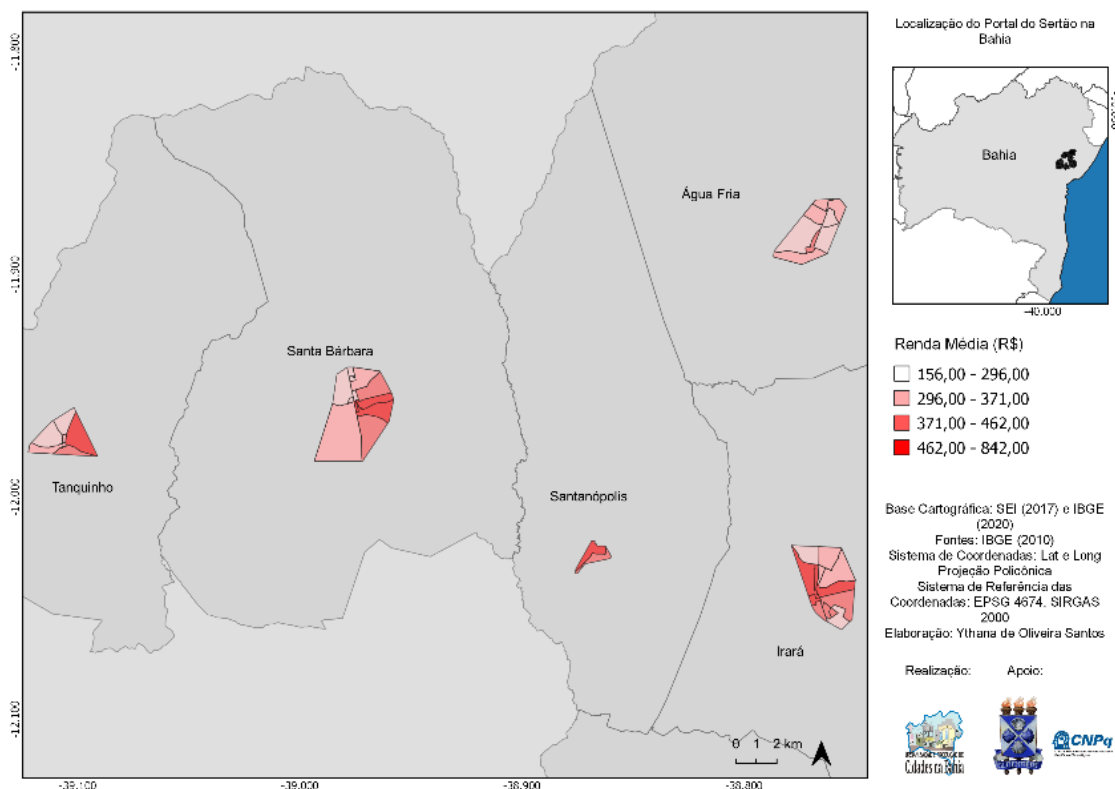 -11.800
-11.900
-12.000
-12.100
-39.100
-39.000
-38.900
-38.800
Água Fria
Santa Bárbara
Tanquinho
Santanópolis
Irará
0 1 2 km
Localização do Portal do Sertão na
Bahia
Bahia
-40.000
Renda Média (R$)
156,00 - 296,00
296,00 - 371,00
371,00 - 462,00
462,00 - 842,00
Base Cartográfica: SEI (2017) e IBGE
(2020)
Fontes: IBGE (2010)
Sistema de Coordenadas: Lat e Long
Projeção Policônica
Sistema de Referência das
Coordenadas: EPSG 4674. SIRGAS
2000
Elaboração: Ythana de Oliveira Santos
Realização:
Apoio:
Cidades na Bahia
CNPq